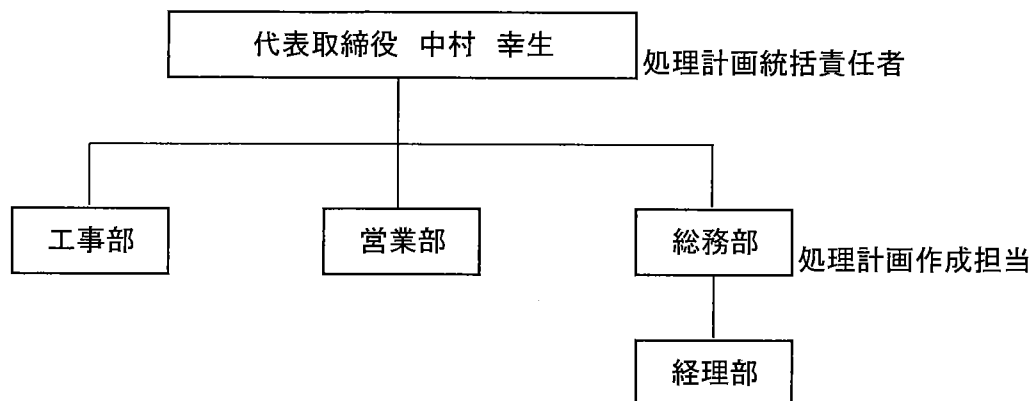 代表取締役 中村 幸生
処理計画統括責任者
工事部
営業部
総務部
処理計画作成担当
経理部